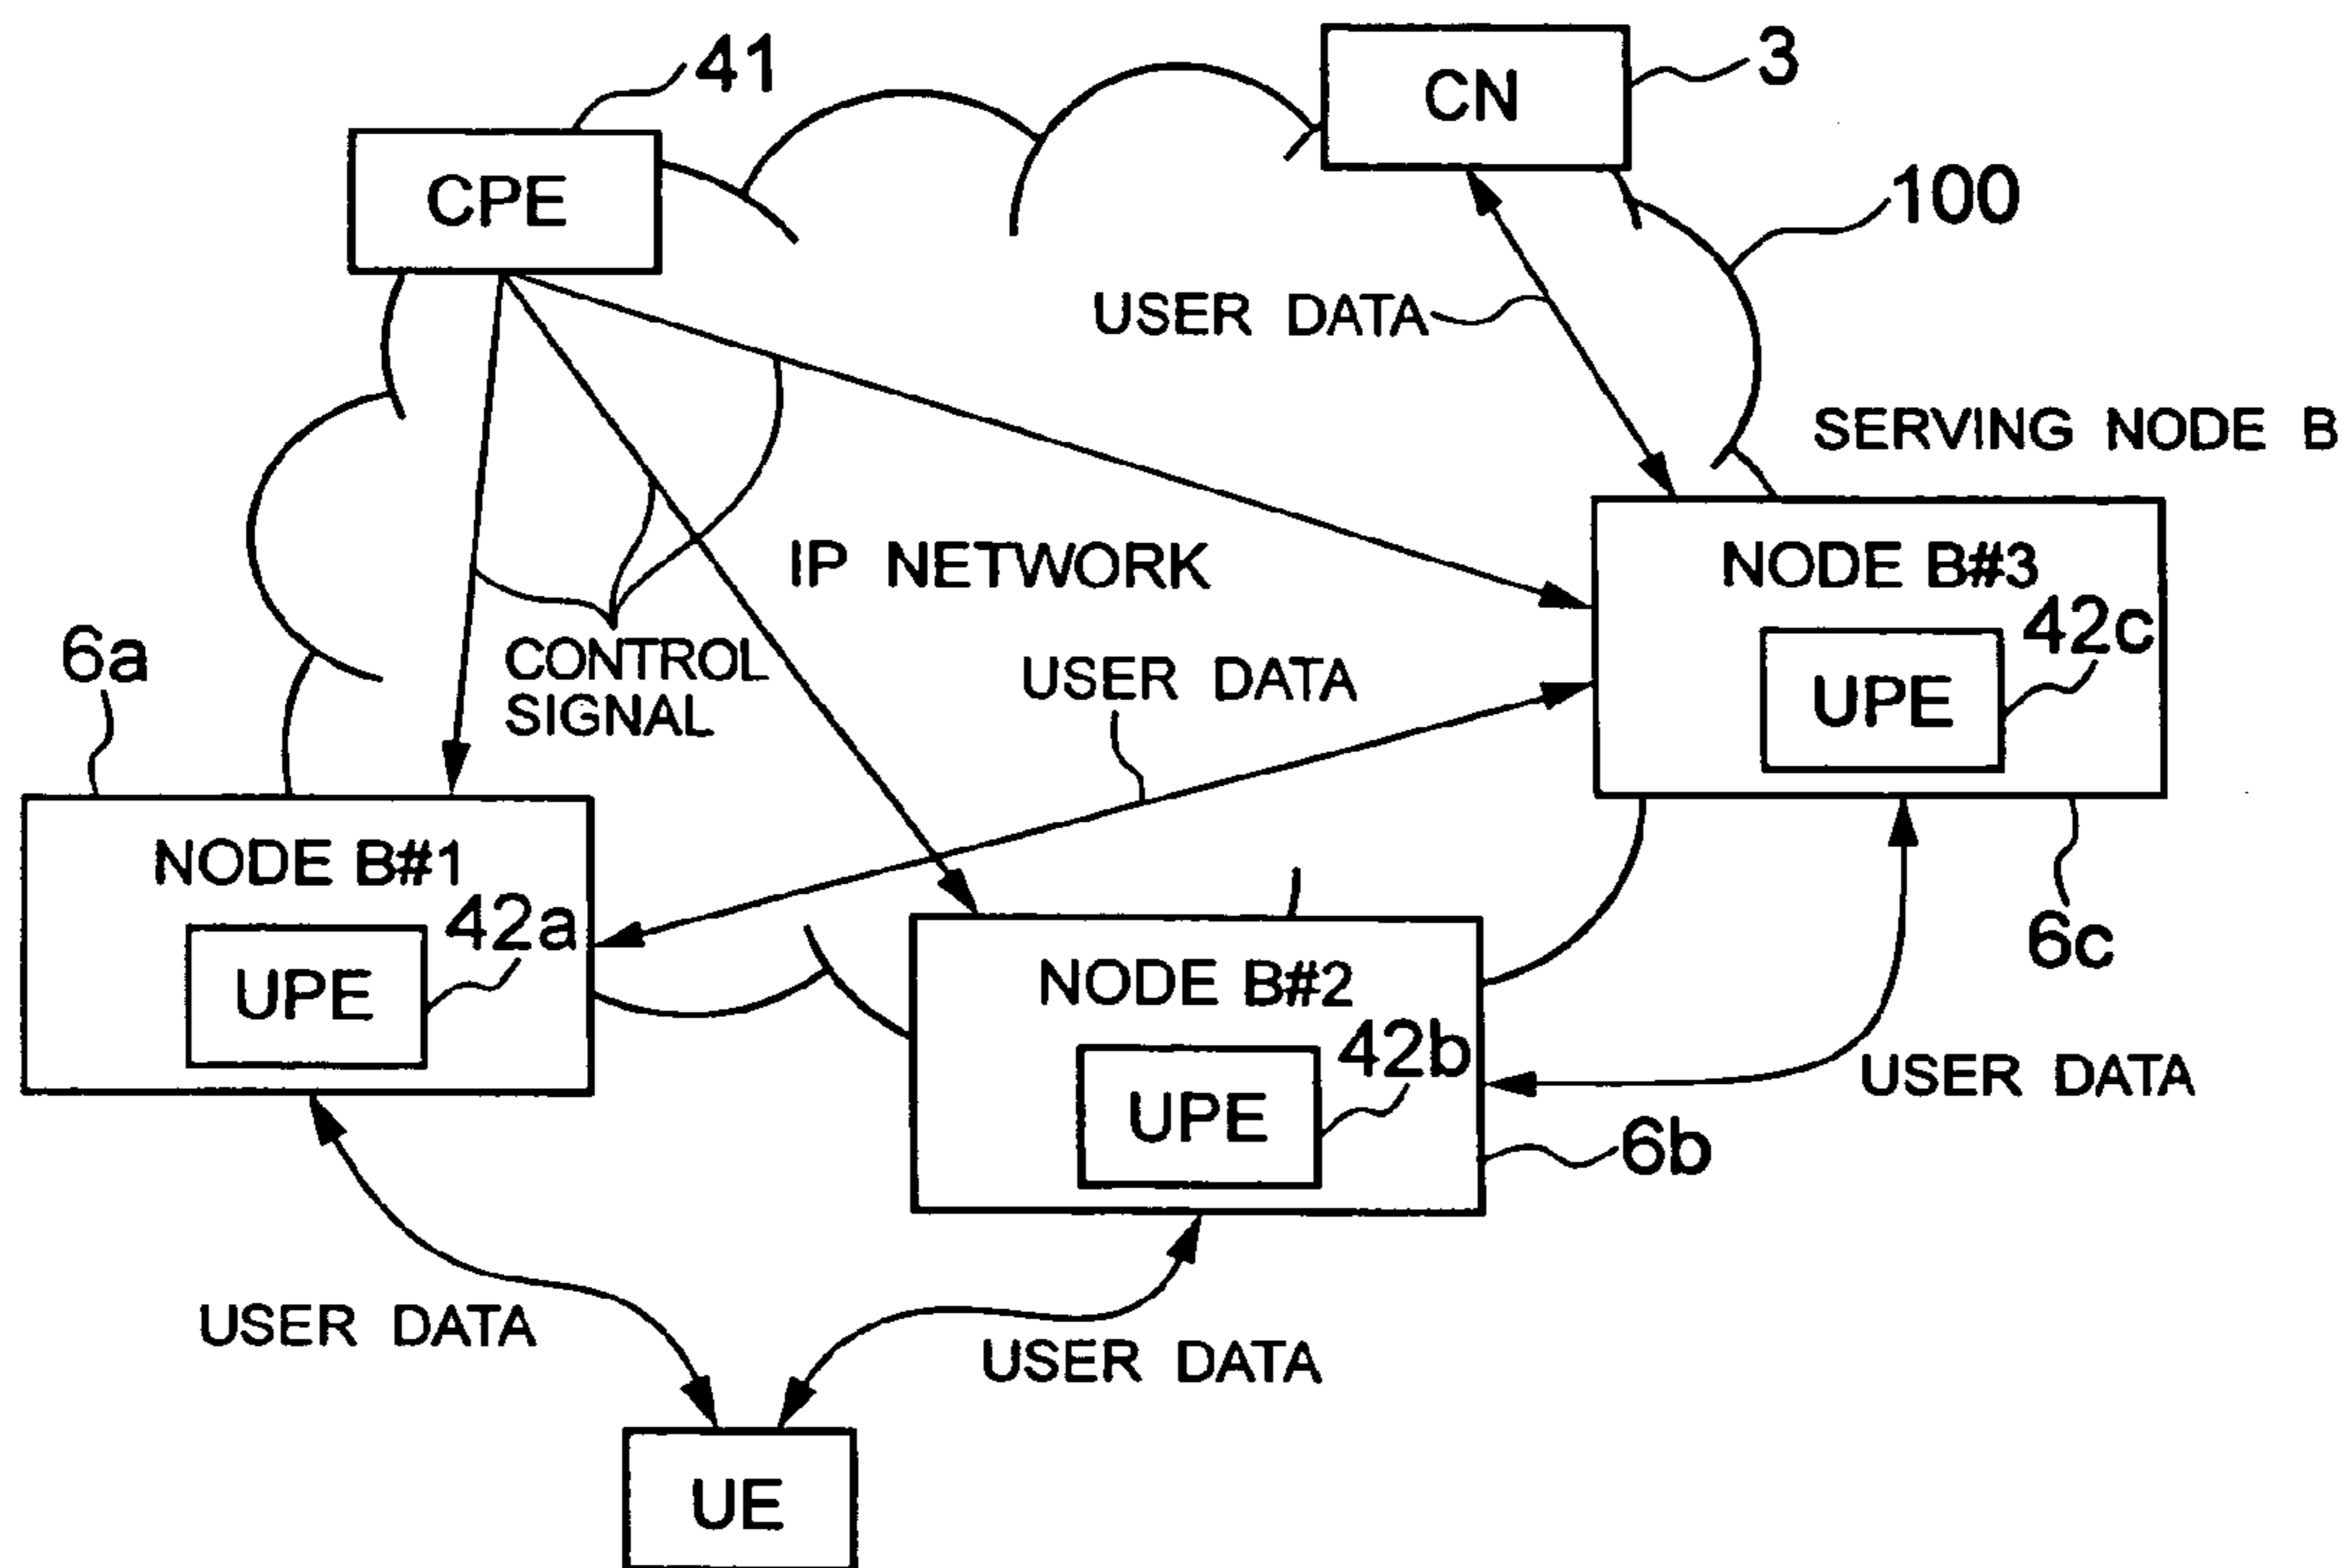 41
CN
3
CPE
100
USER DATA
SERVING NODE B
IP NETWORK
NODE B#3
42c
UPE
6a
CONTROL
SIGNAL
USER DATA
NODE B#1
42a
UPE
6c
NODE B#2
42b
UPE
USER DATA
6b
USER DATA
USER DATA
UE